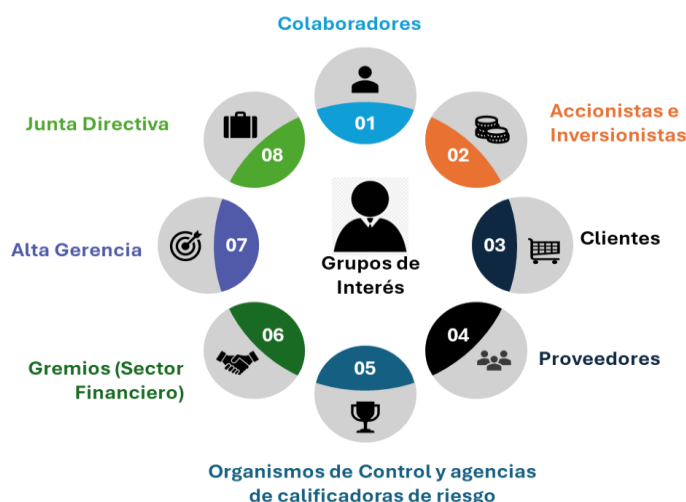 Colaboradores
01
Accionistas e
Inversionistas
02
Clientes
03
Proveedores
04
Organismos de Control y agencias
de calificadoras de riesgo
05
Gremios (Sector
Financiero)
06
Alta Gerencia
07
Junta Directiva
08
Grupos de
Interés